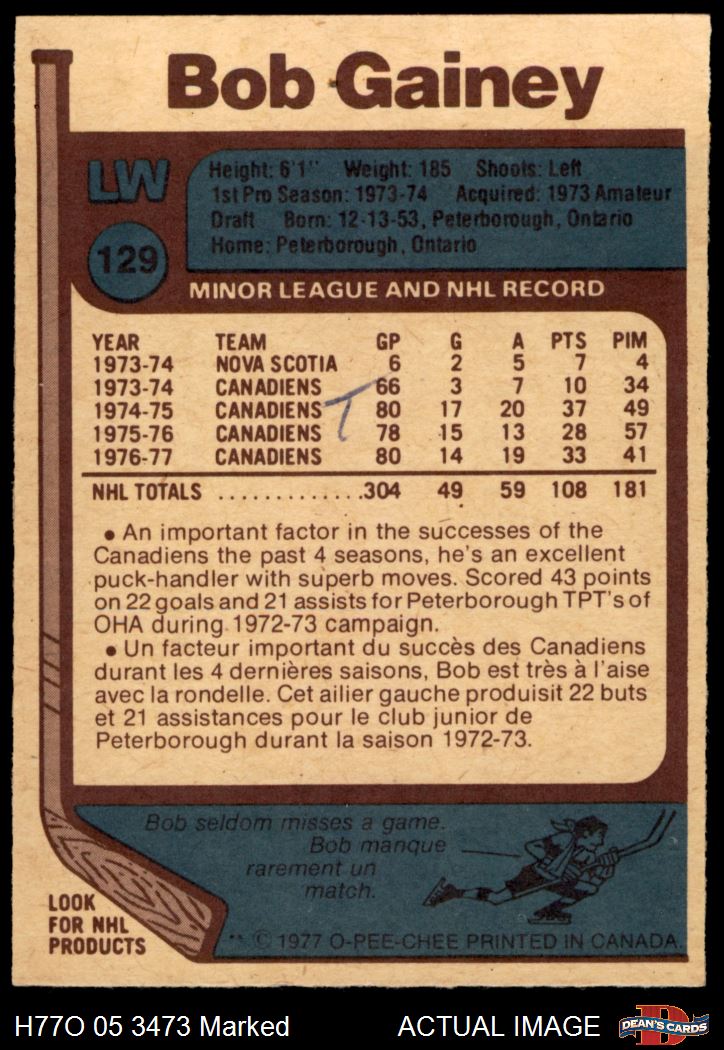 Bob Gainey
LW
129
Height: 6'1" Weight: 185 Shoots: Left
1st Pro Season: 1973-74 Acquired: 1973 Amateur
Draft Born: 12-13-53, Peterborough, Ontario
Home: Peterborough, Ontario
MINOR LEAGUE AND NHL RECORD
YEAR TEAM GP G A PTS PIM
1973-74 NOVA SCOTIA 6 2 5 7 4
1973-74 CANADIENS 66 3 7 10 34
1974-75 CANADIENS 80 17 20 37 49
1975-76 CANADIENS 78 15 13 28 57
1976-77 CANADIENS 80 14 19 33 41
T
NHL TOTALS .............304 49 59 108 181
● An important factor in the successes of the
Canadiens the past 4 seasons, he's an excellent
puck-handler with superb moves. Scored 43 points
on 22 goals and 21 assists for Peterborough TPT's of
OHA during 1972-73 campaign.
● Un facteur important du succès des Canadiens
durant les 4 dernières saisons, Bob est très à l'aise
avec la rondelle. Cet ailier gauche produisit 22 buts
et 21 assistances pour le club junior de
Peterborough durant la saison 1972-73.
Bob seldom misses a game.
Bob manque
rarement un
match.
LOOK
FOR NHL
PRODUCTS
** © 1977 O-PEE-CHEE PRINTED IN CANADA.
H77O 05 3473 Marked ACTUAL IMAGE
D
DEAN'S CARDS